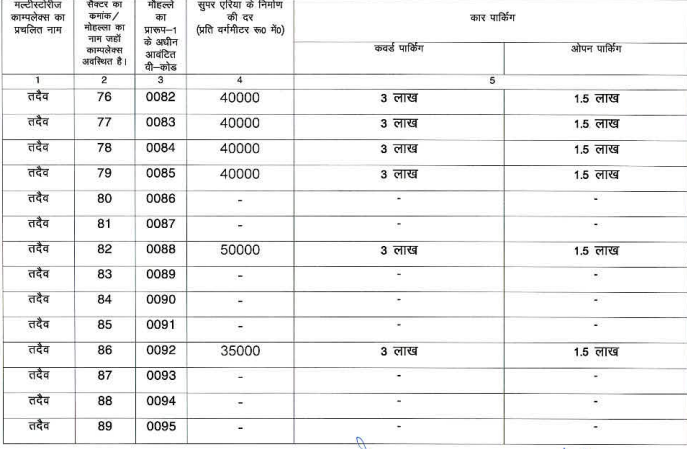 मल्टीस्टोरीज काम्पलेक्स का प्रचलित नाम | सैक्टर का कमांक/ मोहल्ला का नाम जहाँ काम्पलेक्स अवस्थित है। | मोहल्ले का प्रारूप–1 के अधीन आवंटित वी–कोड | सुपर एरिया के निर्माण की दर (प्रति वर्गमीटर रू0 में0) | कार पार्किंग
कवर्ड पार्किंग | ओपन पार्किंग
1 | 2 | 3 | 4 | 5
तदैव | 76 | 0082 | 40000 | 3 लाख | 1.5 लाख
तदैव | 77 | 0083 | 40000 | 3 लाख | 1.5 लाख
तदैव | 78 | 0084 | 40000 | 3 लाख | 1.5 लाख
तदैव | 79 | 0085 | 40000 | 3 लाख | 1.5 लाख
तदैव | 80 | 0086 | - | - | -
तदैव | 81 | 0087 | - | - | -
तदैव | 82 | 0088 | 50000 | 3 लाख | 1.5 लाख
तदैव | 83 | 0089 | - | - | -
तदैव | 84 | 0090 | - | - | -
तदैव | 85 | 0091 | - | - | -
तदैव | 86 | 0092 | 35000 | 3 लाख | 1.5 लाख
तदैव | 87 | 0093 | - | - | -
तदैव | 88 | 0094 | - | - | -
तदैव | 89 | 0095 | - | - | -